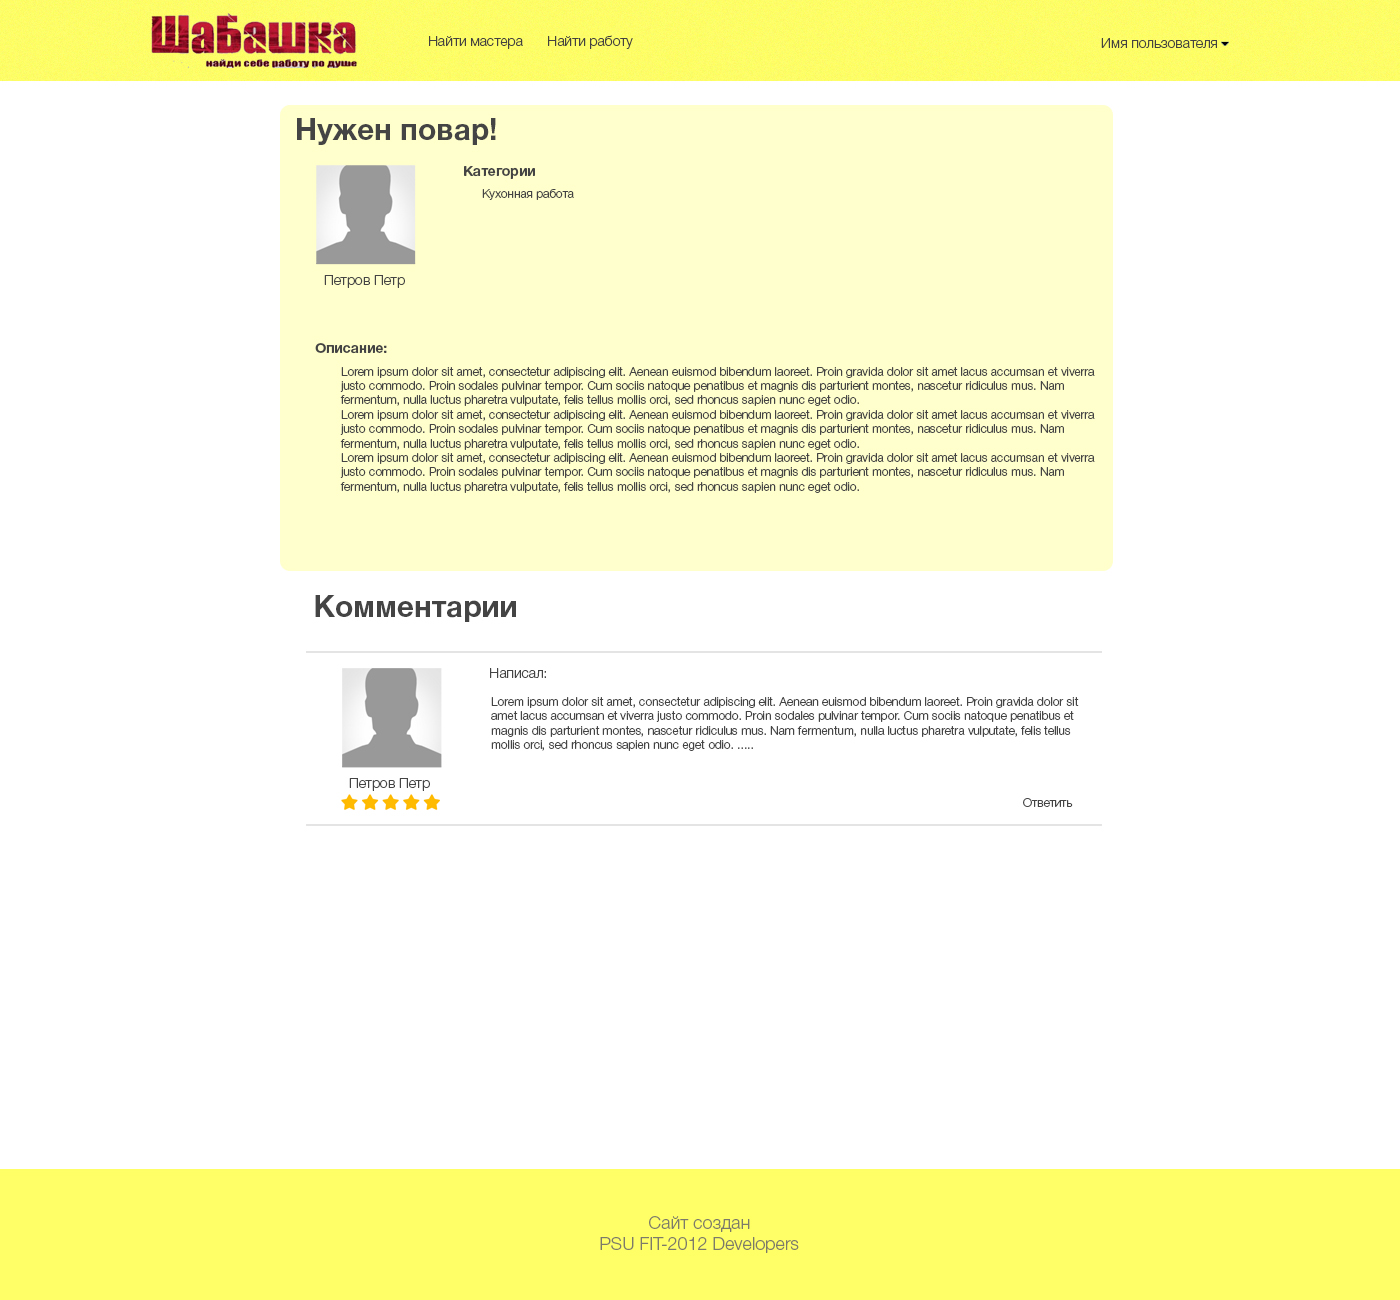 ШаБашка
найди себе работу по душе
Найти мастера
Найти работу
Имя пользователя
Нужен повар!
Категории
Кухонная работа
Петров Петр
Описание:
Lorem ipsum dolor sit amet, consectetur adipiscing elit. Aenean euismod bibendum laoreet. Proin gravida dolor sit amet lacus accumsan et viverra
justo commodo. Proin sodales pulvinar tempor. Cum sociis natoque penatibus et magnis dis parturient montes, nascetur ridiculus mus. Nam
fermentum, nulla luctus pharetra vulputate, felis tellus mollis orci, sed rhoncus sapien nunc eget odio.
Lorem ipsum dolor sit amet, consectetur adipiscing elit. Aenean euismod bibendum laoreet. Proin gravida dolor sit amet lacus accumsan et viverra
justo commodo. Proin sodales pulvinar tempor. Cum sociis natoque penatibus et magnis dis parturient montes, nascetur ridiculus mus. Nam
fermentum, nulla luctus pharetra vulputate, felis tellus mollis orci, sed rhoncus sapien nunc eget odio.
Lorem ipsum dolor sit amet, consectetur adipiscing elit. Aenean euismod bibendum laoreet. Proin gravida dolor sit amet lacus accumsan et viverra
justo commodo. Proin sodales pulvinar tempor. Cum sociis natoque penatibus et magnis dis parturient montes, nascetur ridiculus mus. Nam
fermentum, nulla luctus pharetra vulputate, felis tellus mollis orci, sed rhoncus sapien nunc eget odio.
Комментарии
Написал:
Lorem ipsum dolor sit amet, consectetur adipiscing elit. Aenean euismod bibendum laoreet. Proin gravida dolor sit
amet lacus accumsan et viverra justo commodo. Proin sodales pulvinar tempor. Cum sociis natoque penatibus et
magnis dis parturient montes, nascetur ridiculus mus. Nam fermentum, nulla luctus pharetra vulputate, felis tellus
mollis orci, sed rhoncus sapien nunc eget odio. .....
Петров Петр
Ответить
Сайт создан
PSU FIT-2012 Developers